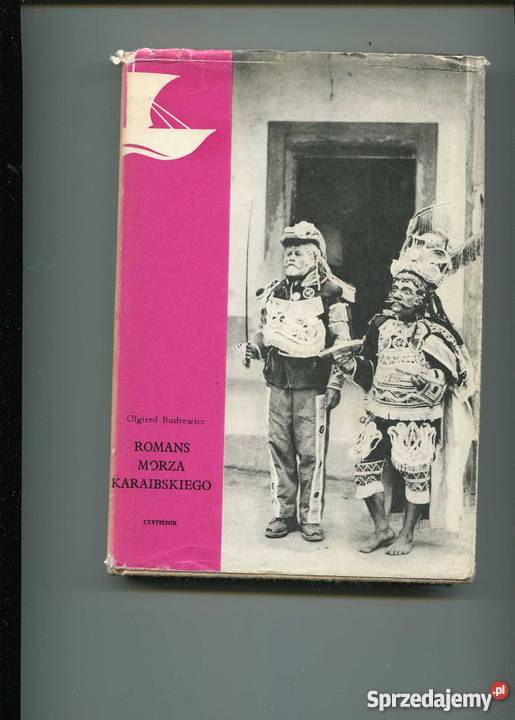 Olgierd Budrewicz
ROMANS
MORZA
KARAIBSKIEGO
CZYTELNIK
Sprzedajemy.pl